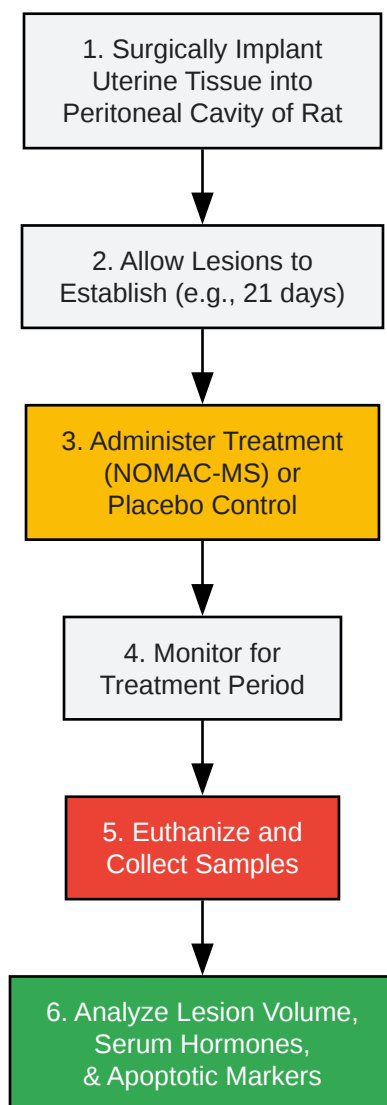 1. Surgically Implant
Uterine Tissue into
Peritoneal Cavity of Rat
2. Allow Lesions to
Establish (e.g., 21 days)
3. Administer Treatment
(NOMAC-MS) or
Placebo Control
4. Monitor for
Treatment Period
5. Euthanize and
Collect Samples
6. Analyze Lesion Volume,
Serum Hormones,
& Apoptotic Markers